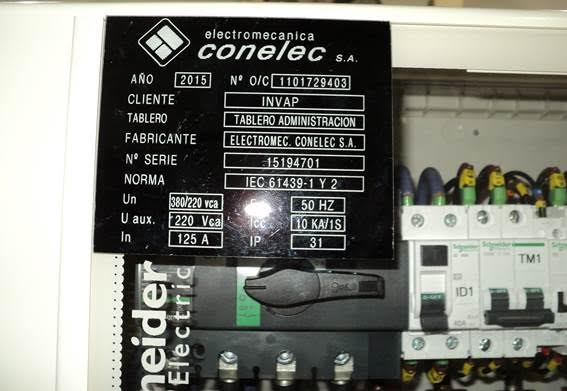 electromecanica
conelec S.A.
AÑO 2015 Nº O/C 1101729403
CLIENTE INVAP
TABLERO TABLERO ADMINISTRACION
FABRICANTE ELECTROMEC. CONELEC S.A.
Nº SERIE 15194701
NORMA IEC 61439-1 Y 2
Un 380/220 vca 50 HZ
U aux. 220 Vca Icc 10 KA/1S
In 125 A IP 31
Schneider
Schneider
TM1
ID1
neider
Electric